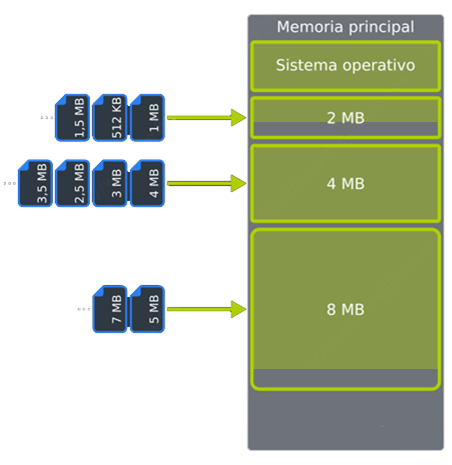 Memoria principal
Sistema operativo
1,5 MB
512 KB
1 MB
2 MB
3,5 MB
2,5 MB
3 MB
4 MB
4 MB
7 MB
5 MB
8 MB